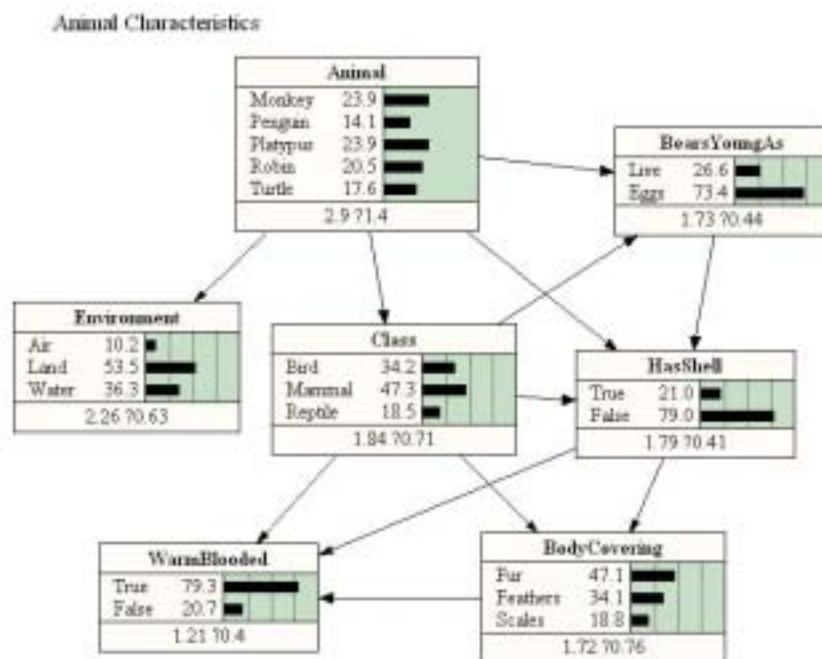 Animal Characteristics
Animal
Monkey 23.9
Penguin 14.1
Platypus 23.9
Robin 20.5
Turtle 17.6
2.9 ?1.4
BearsYoungAs
Live 26.6
Eggs 73.4
1.73 ?0.44
Environment
Air 10.2
Land 53.5
Water 36.3
2.26 ?0.63
Class
Bird 34.2
Mammal 47.3
Reptile 18.5
1.84 ?0.71
HasShell
True 21.0
False 79.0
1.79 ?0.41
WarmBlooded
True 79.3
False 20.7
1.21 ?0.4
BodyCovering
Fur 47.1
Feathers 34.1
Scales 18.8
1.72 ?0.76